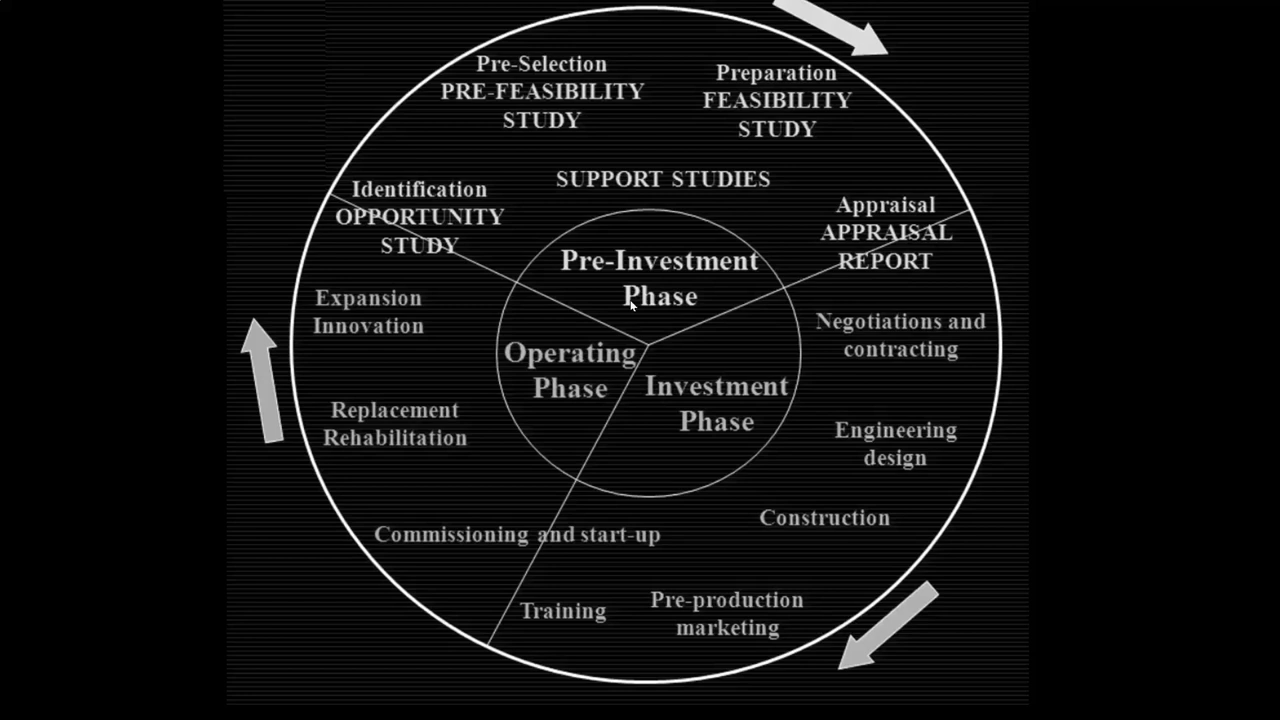 Pre-Selection
PRE-FEASIBILITY
STUDY
Preparation
FEASIBILITY
STUDY
SUPPORT STUDIES
Identification
OPPORTUNITY
STUDY
Appraisal
APPRAISAL
REPORT
Pre-Investment
Phase
Expansion
Innovation
Negotiations and
contracting
Operating
Phase
Investment
Phase
Replacement
Rehabilitation
Engineering
design
Construction
Commissioning and start-up
Training
Pre-production
marketing